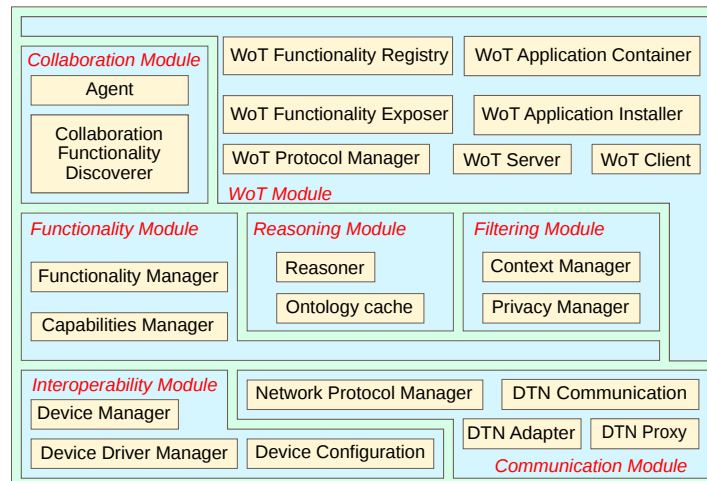 Collaboration Module
Agent
Collaboration
Functionality
Discoverer
WoT Functionality Registry
WoT Application Container
WoT Functionality Exposer
WoT Application Installer
WoT Protocol Manager
WoT Server
WoT Client
WoT Module
Functionality Module
Functionality Manager
Capabilities Manager
Reasoning Module
Reasoner
Ontology cache
Filtering Module
Context Manager
Privacy Manager
Interoperability Module
Device Manager
Device Driver Manager
Device Configuration
Network Protocol Manager
DTN Communication
DTN Adapter
DTN Proxy
Communication Module